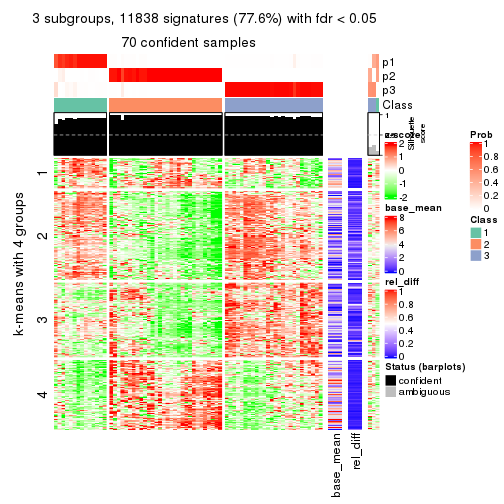 3 subgroups, 11838 signatures (77.6%) with fdr < 0.05
70 confident samples
p1
p2
p3
Class
1
Silhouette
score
k-means with 4 groups
1
2
3
4
base_mean
rel_diff
z-score
2
1
0
-1
-2
base_mean
8
6
4
2
0
rel_diff
1
0.8
0.6
0.4
0.2
0
Status (barplots)
confident
ambiguous
Prob
1
0.8
0.6
0.4
0.2
0
Class
1
2
3